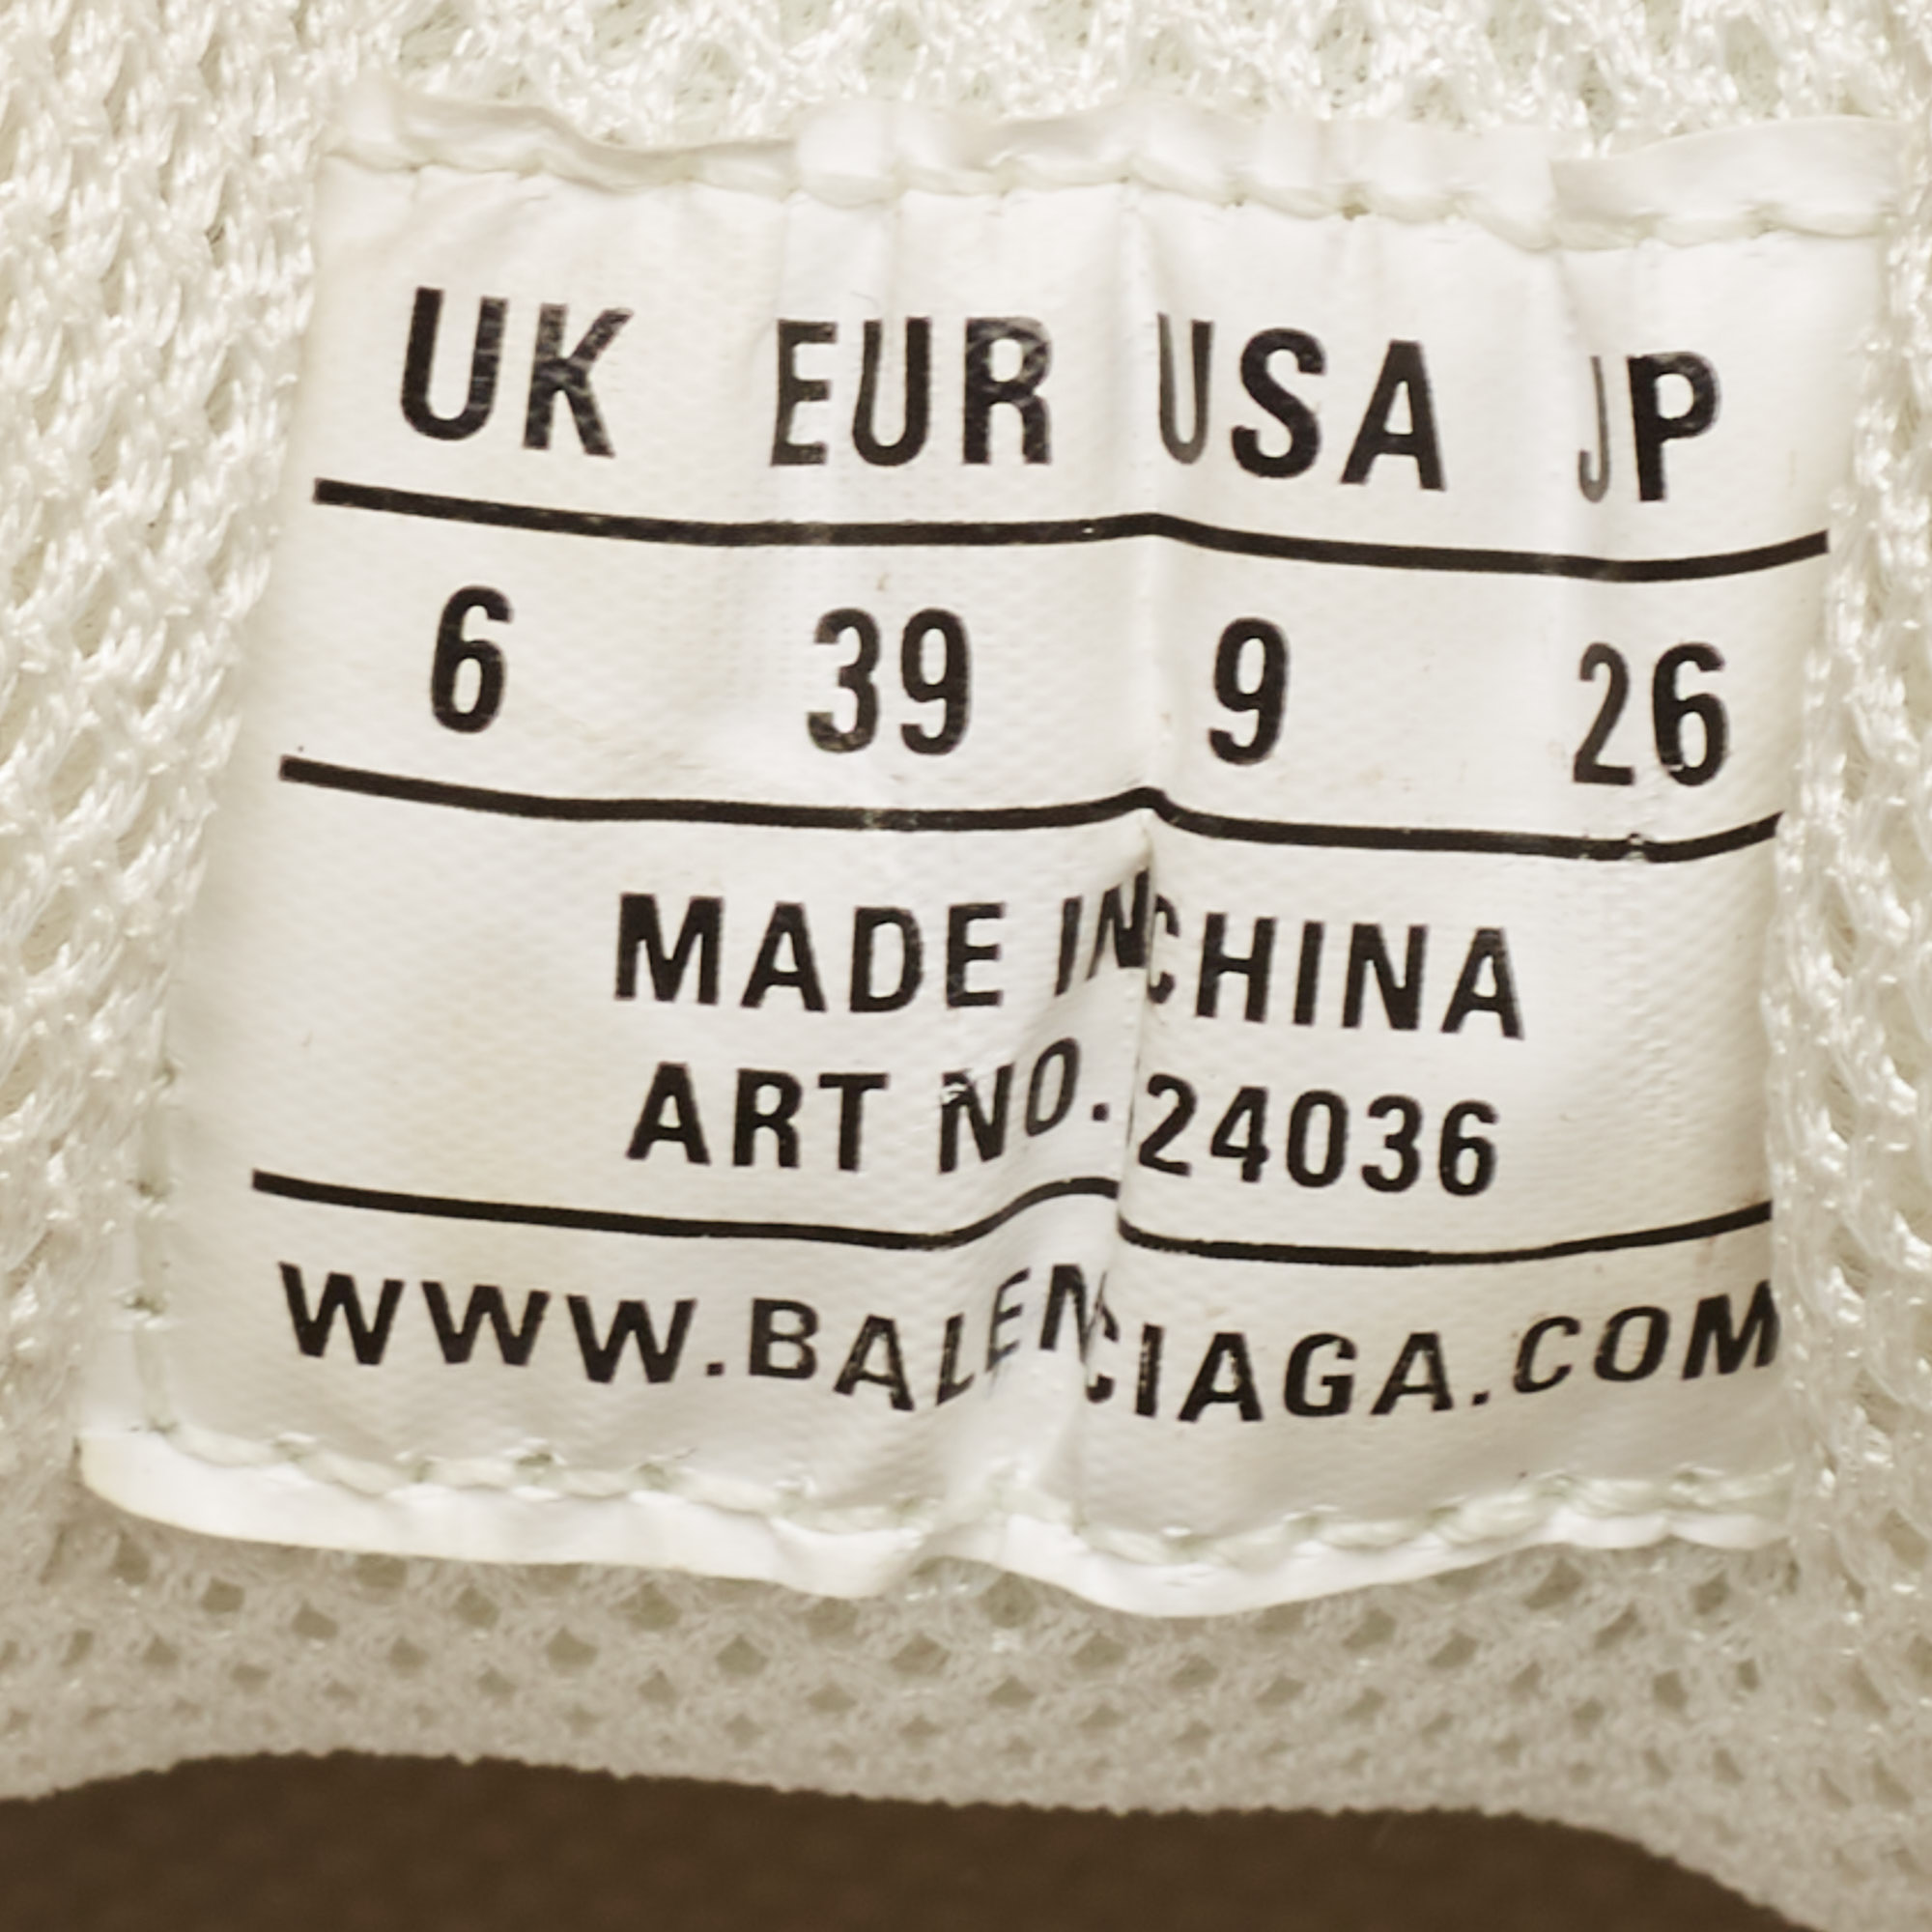 UK EUR USA JP
6 39 9 26
MADE IN CHINA
ART NO. 24036
WWW.BALENCIAGA.COM